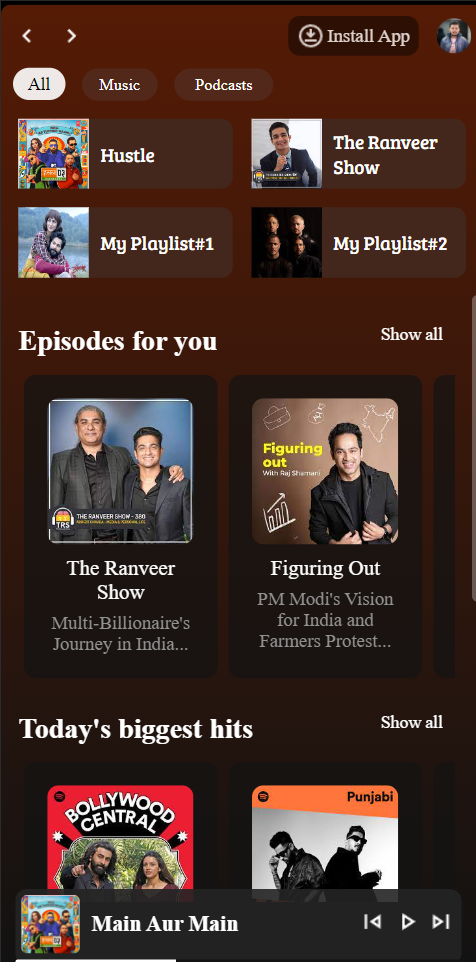 Install App
All
Music
Podcasts
Hustle
The Ranveer
Show
My Playlist#1
My Playlist#2
Episodes for you
Show all
THE RANVEER SHOW - 380
TRS
Figuring
out
With Raj Shamani
The Ranveer
Show
Figuring Out
Multi-Billionaire's
Journey in India...
PM Modi's Vision
for India and
Farmers Protest...
Today's biggest hits
Show all
BOLLYWOOD
CENTRAL
Punjabi
Main Aur Main